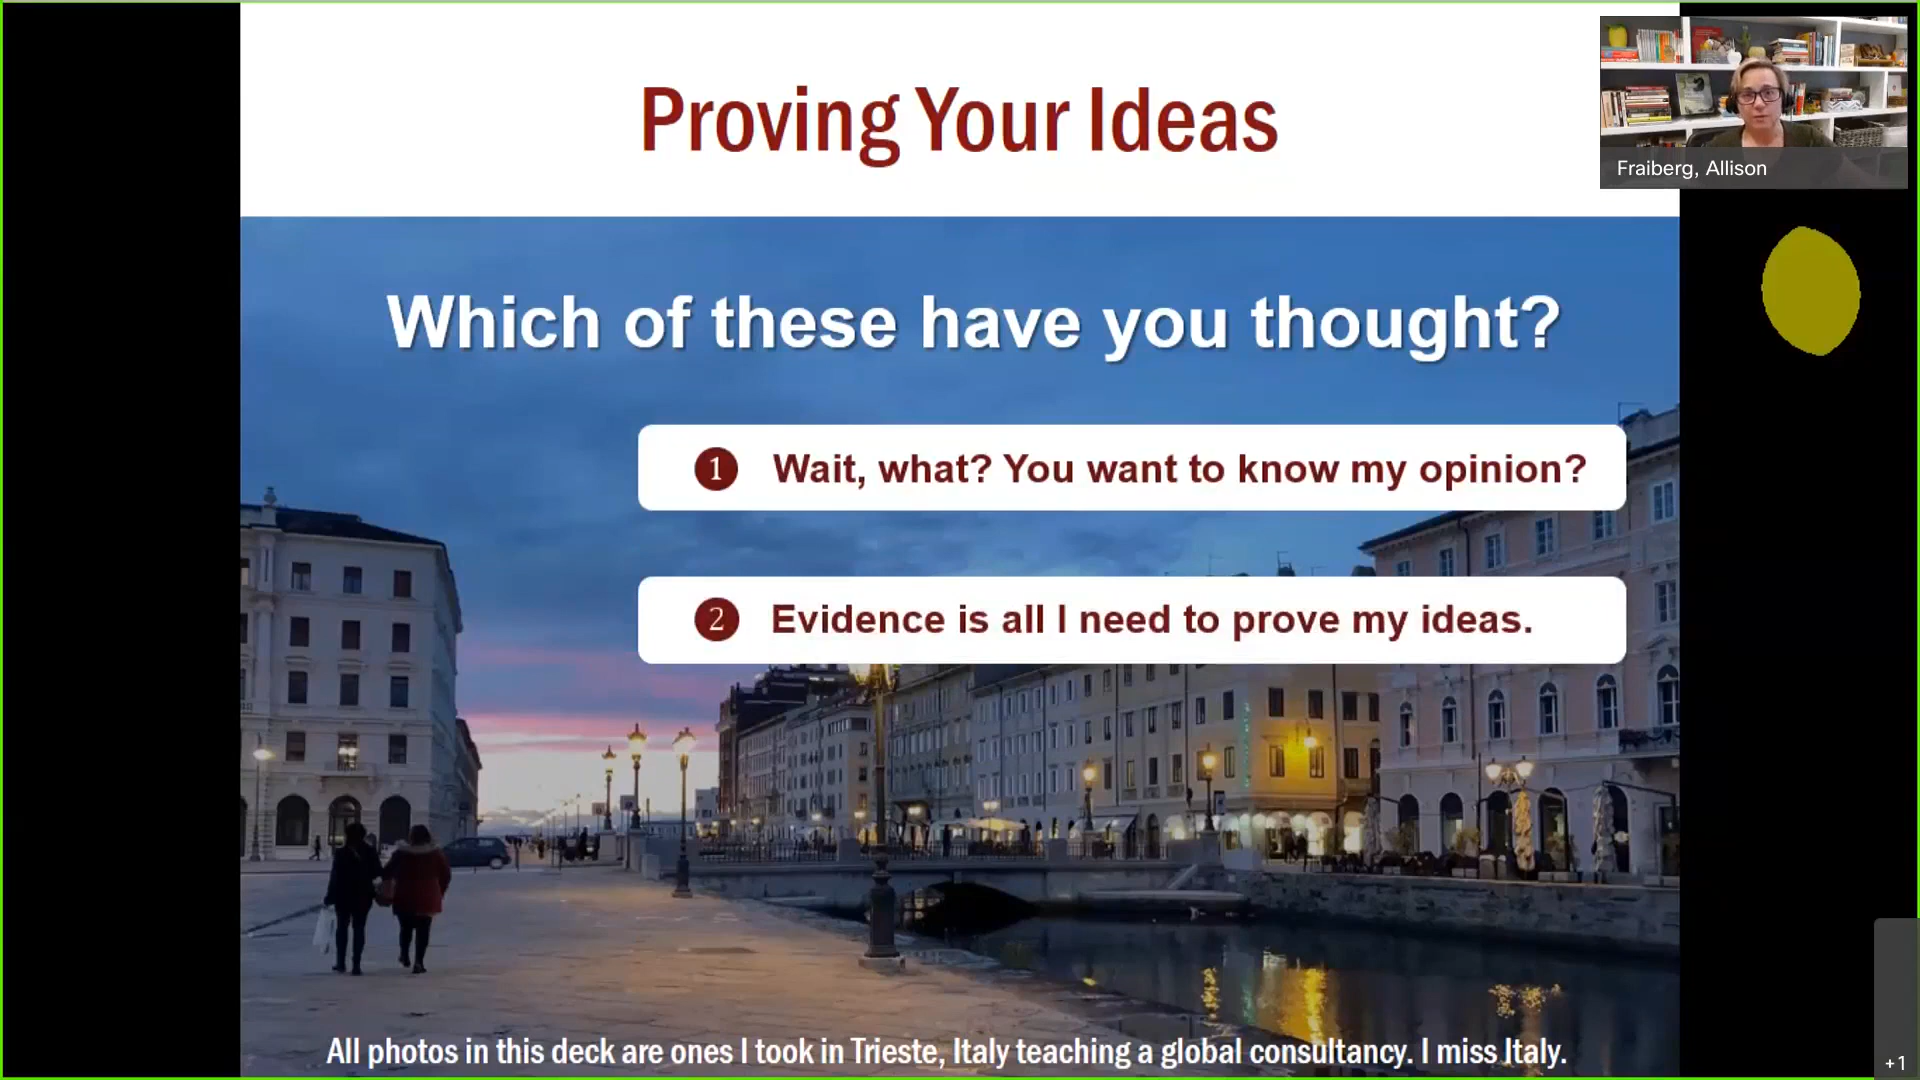 Proving Your Ideas
Fraiberg, Allison
Which of these have you thought?
1 Wait, what? You want to know my opinion?
2 Evidence is all I need to prove my ideas.
All photos in this deck are ones I took in Trieste, Italy teaching a global consultancy. I miss Italy.
+1